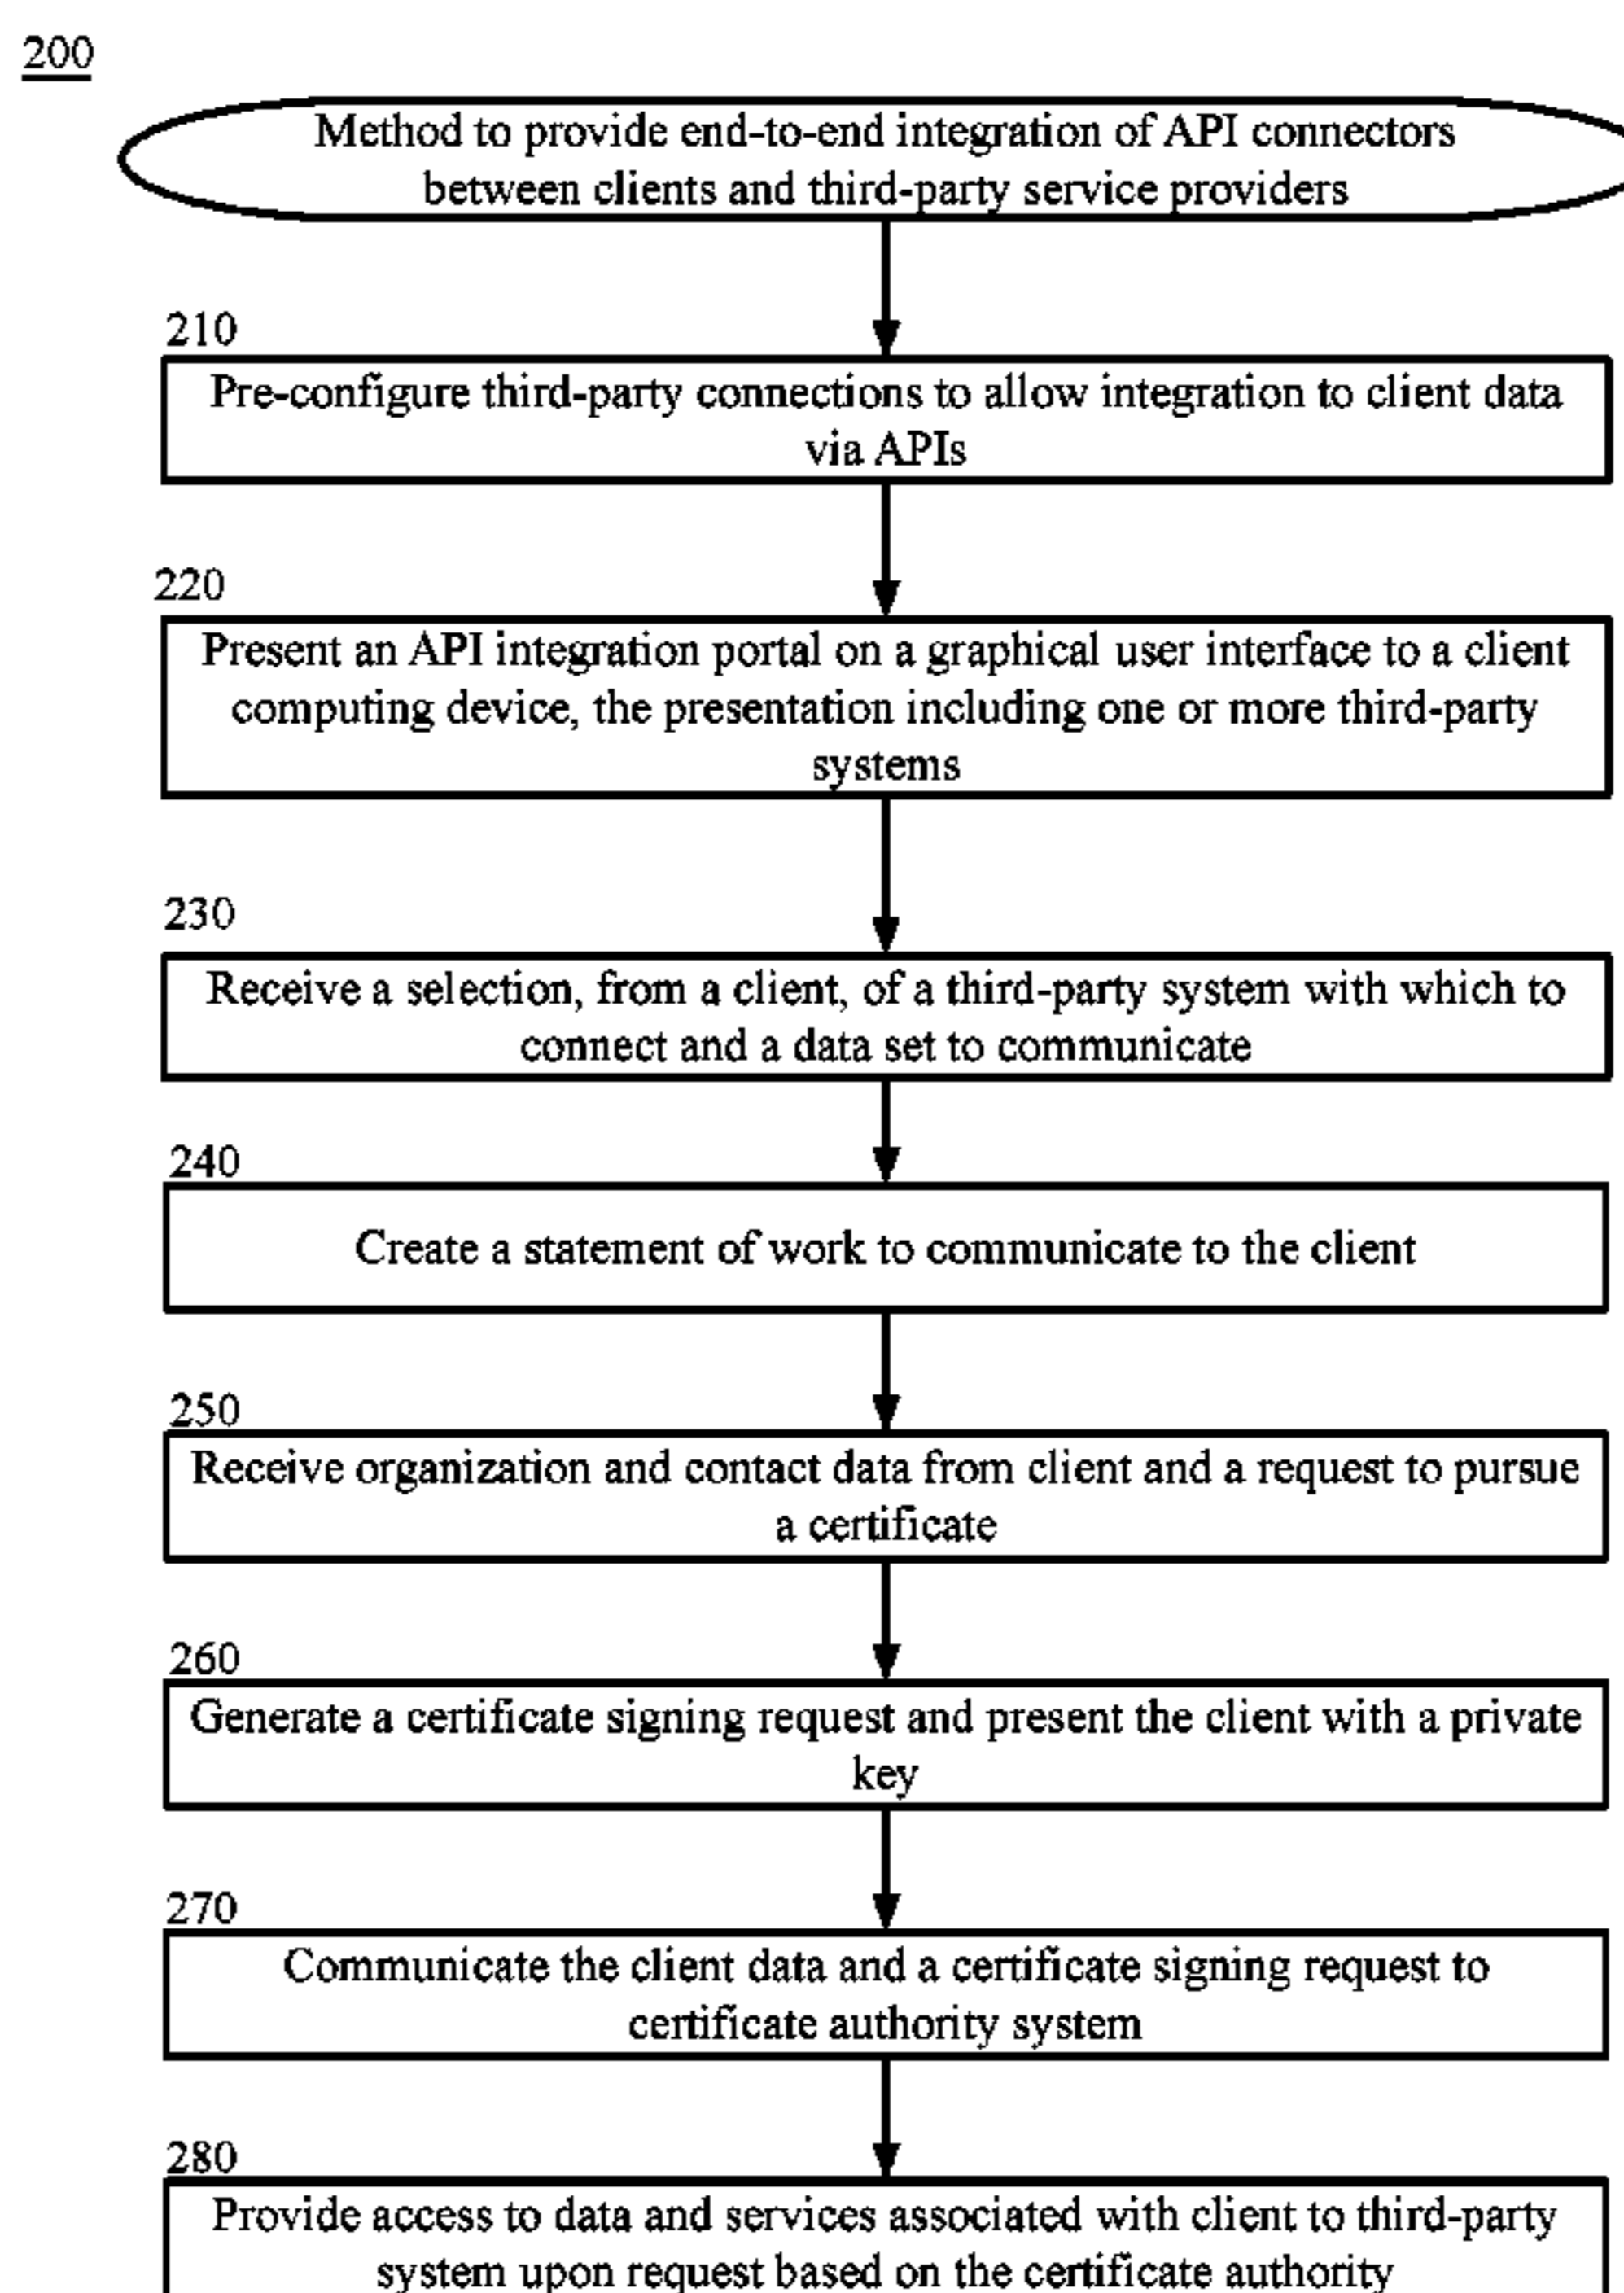 200
Method to provide end-to-end integration of API connectors
between clients and third-party service providers
210
Pre-configure third-party connections to allow integration to client data
via APIs
220
Present an API integration portal on a graphical user interface to a client
computing device, the presentation including one or more third-party
systems
230
Receive a selection, from a client, of a third-party system with which to
connect and a data set to communicate
240
Create a statement of work to communicate to the client
250
Receive organization and contact data from client and a request to pursue
a certificate
260
Generate a certificate signing request and present the client with a private
key
270
Communicate the client data and a certificate signing request to
certificate authority system
280
Provide access to data and services associated with client to third-party
system upon request based on the certificate authority